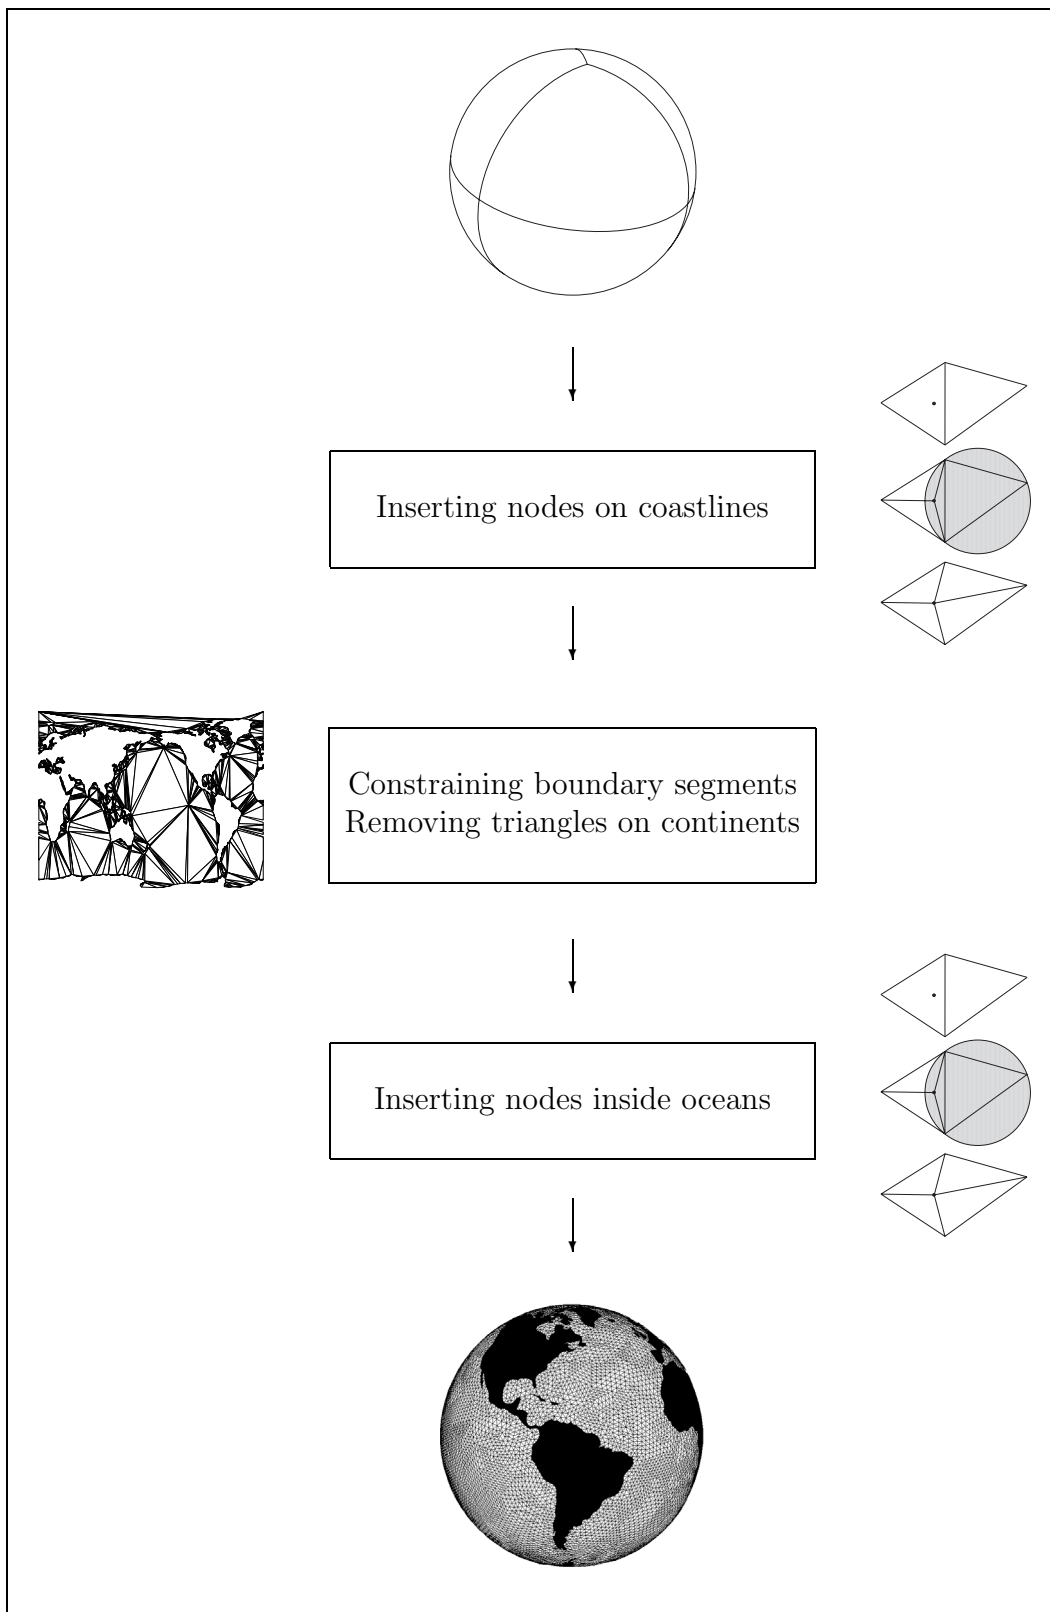 Inserting nodes on coastlines
Constraining boundary segments
Removing triangles on continents
Inserting nodes inside oceans